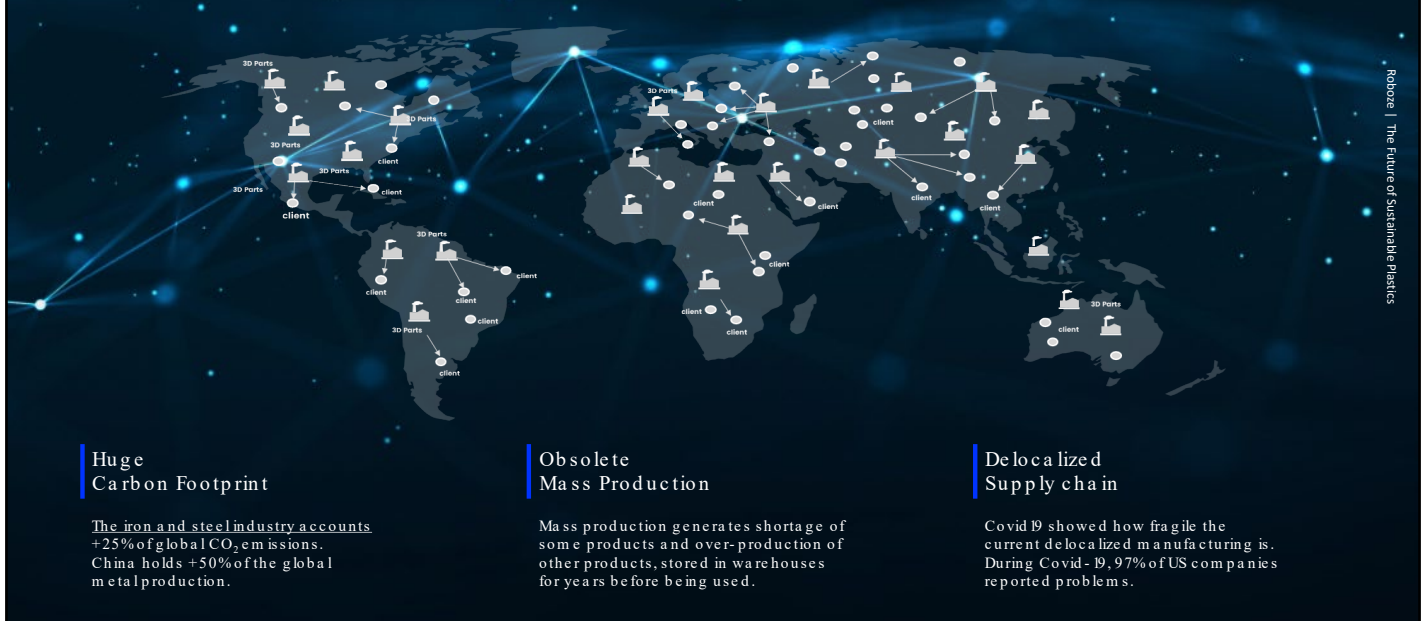 3D Parts
3D Parts
3D Parts
3D Parts
3D Parts
client
client
client
3D Parts
client
client
client
client
3D Parts
client
3D Parts
client
client
client
client
client
client
client
client
3D Parts
client
Roboze | The Future of Sustainable Plastics
Huge
Carbon Footprint
The iron and steel industry accounts
+25% of global CO₂ emissions.
China holds +50% of the global
metal production.
Obsolete
Mass Production
Mass production generates shortage of
some products and over-production of
other products, stored in warehouses
for years before being used.
Delocalized
Supply chain
Covid19 showed how fragile the
current delocalized manufacturing is.
During Covid-19, 97% of US companies
reported problems.